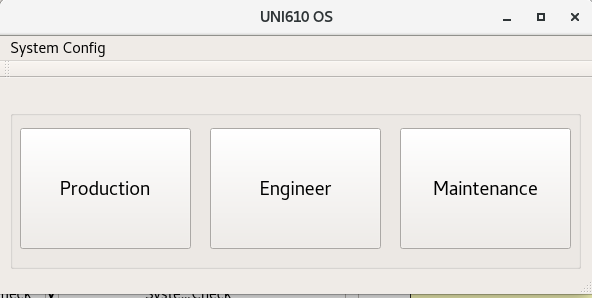 UNI610 OS
System Config
Production Engineer Maintenance